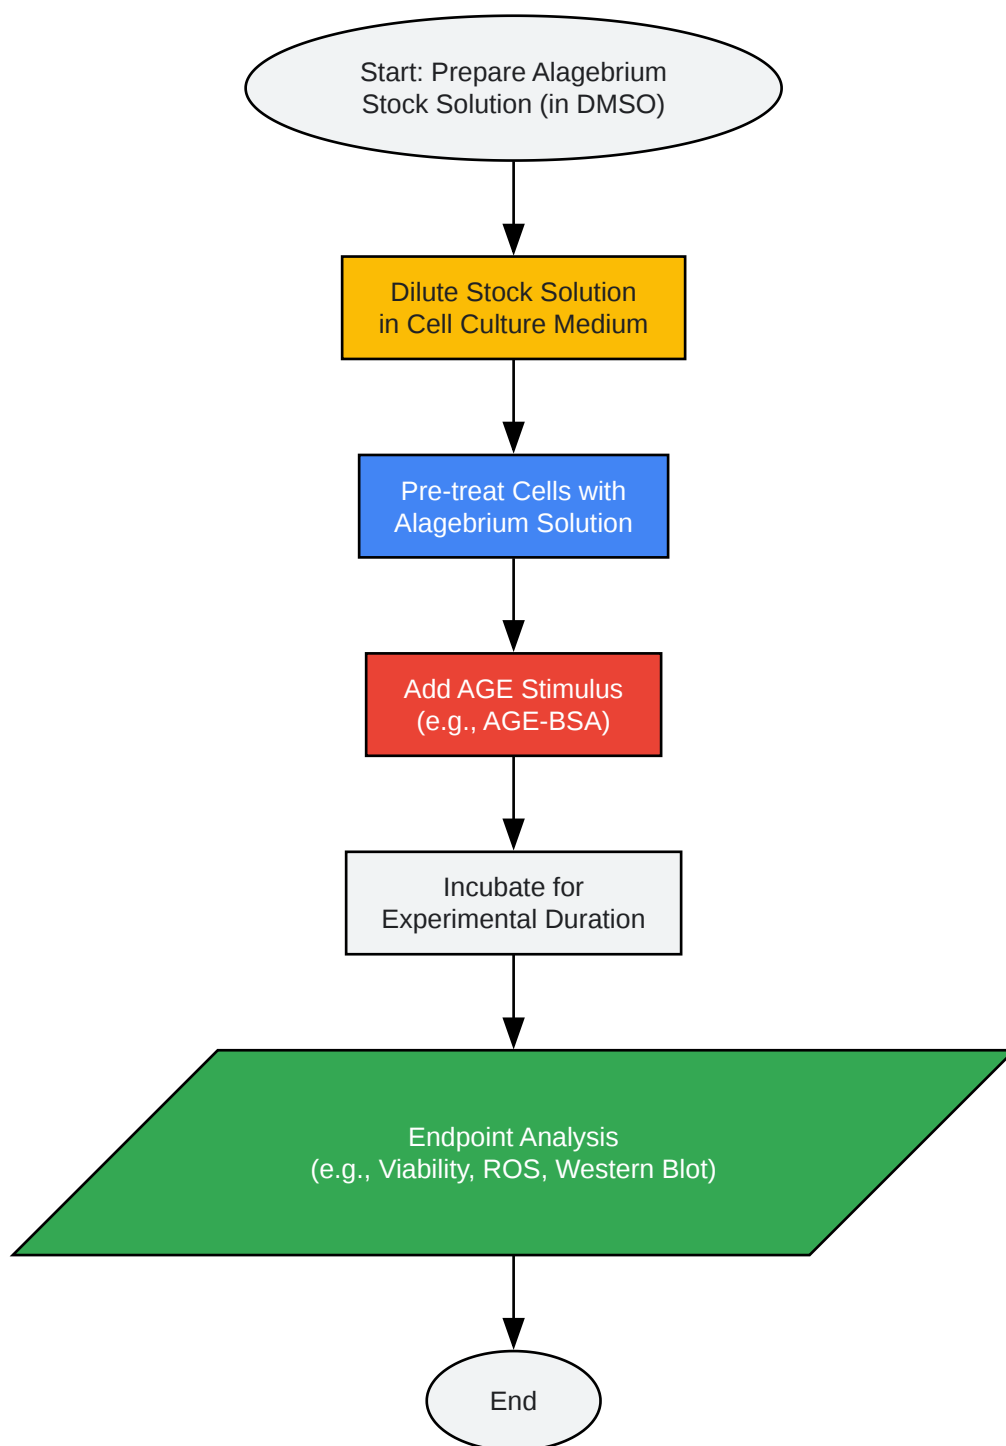 Start: Prepare Alagebrium
Stock Solution (in DMSO)
Dilute Stock Solution
in Cell Culture Medium
Pre-treat Cells with
Alagebrium Solution
Add AGE Stimulus
(e.g., AGE-BSA)
Incubate for
Experimental Duration
Endpoint Analysis
(e.g., Viability, ROS, Western Blot)
End